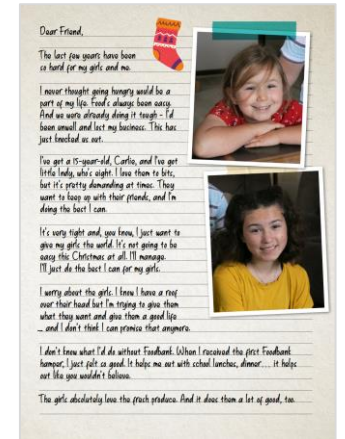 Dear Friend,
The last few years have been
so hard for my girls and me.
I never thought going hungry would be a
part of my life. Food's always been easy.
And we were already doing it tough – I'd
been unwell and lost my business. This has
just knocked us out.
I've got a 15-year-old, Carlie, and I've got
little Indy, who's eight. I love them to bits,
but it's pretty demanding at times. They
want to keep up with their friends, and I'm
doing the best I can.
It's very tight and, you know, I just want to
give my girls the world. It's not going to be
easy this Christmas at all. I'll manage.
I'll just do the best I can for my girls.
I worry about the girls. I know I have a roof
over their head but I'm trying to give them
what they want and give them a good life
... and I don't think I can promise that anymore.
I don't know what I'd do without Foodbank. When I received the first Foodbank
hamper, I just felt so good. It helps me out with school lunches, dinner... it helps
out like you wouldn't believe.
The girls absolutely love the fresh produce. And it does them a lot of good, too.